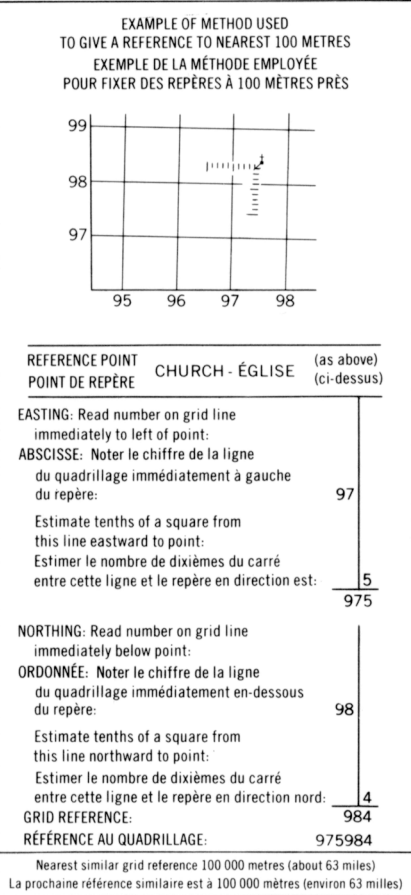 EXAMPLE OF METHOD USED
TO GIVE A REFERENCE TO NEAREST 100 METRES
EXEMPLE DE LA MÉTHODE EMPLOYÉE
POUR FIXER DES REPÈRES À 100 MÈTRES PRÈS
99
98
97
95 96 97 98
REFERENCE POINT
POINT DE REPÈRE
CHURCH - ÉGLISE
(as above)
(ci-dessus)
EASTING: Read number on grid line
immediately to left of point:
ABSCISSE: Noter le chiffre de la ligne
du quadrillage immédiatement à gauche
du repère: 97
Estimate tenths of a square from
this line eastward to point:
Estimer le nombre de dixièmes du carré
entre cette ligne et le repère en direction est: 5
975
NORTHING: Read number on grid line
immediately below point:
ORDONNÉE: Noter le chiffre de la ligne
du quadrillage immédiatement en-dessous
du repère: 98
Estimate tenths of a square from
this line northward to point:
Estimer le nombre de dixièmes du carré
entre cette ligne et le repère en direction nord: 4
GRID REFERENCE: 984
RÉFÉRENCE AU QUADRILLAGE: 975984
Nearest similar grid reference 100 000 metres (about 63 miles)
La prochaine référence similaire est à 100 000 mètres (environ 63 milles)